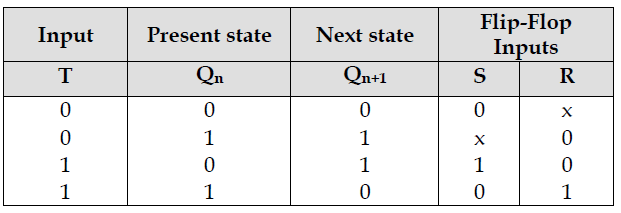 Input Present state Next state Flip-Flop Inputs
T Qn Qn+1 S R
0 0 0 0 x
0 1 1 x 0
1 0 1 1 0
1 1 0 0 1